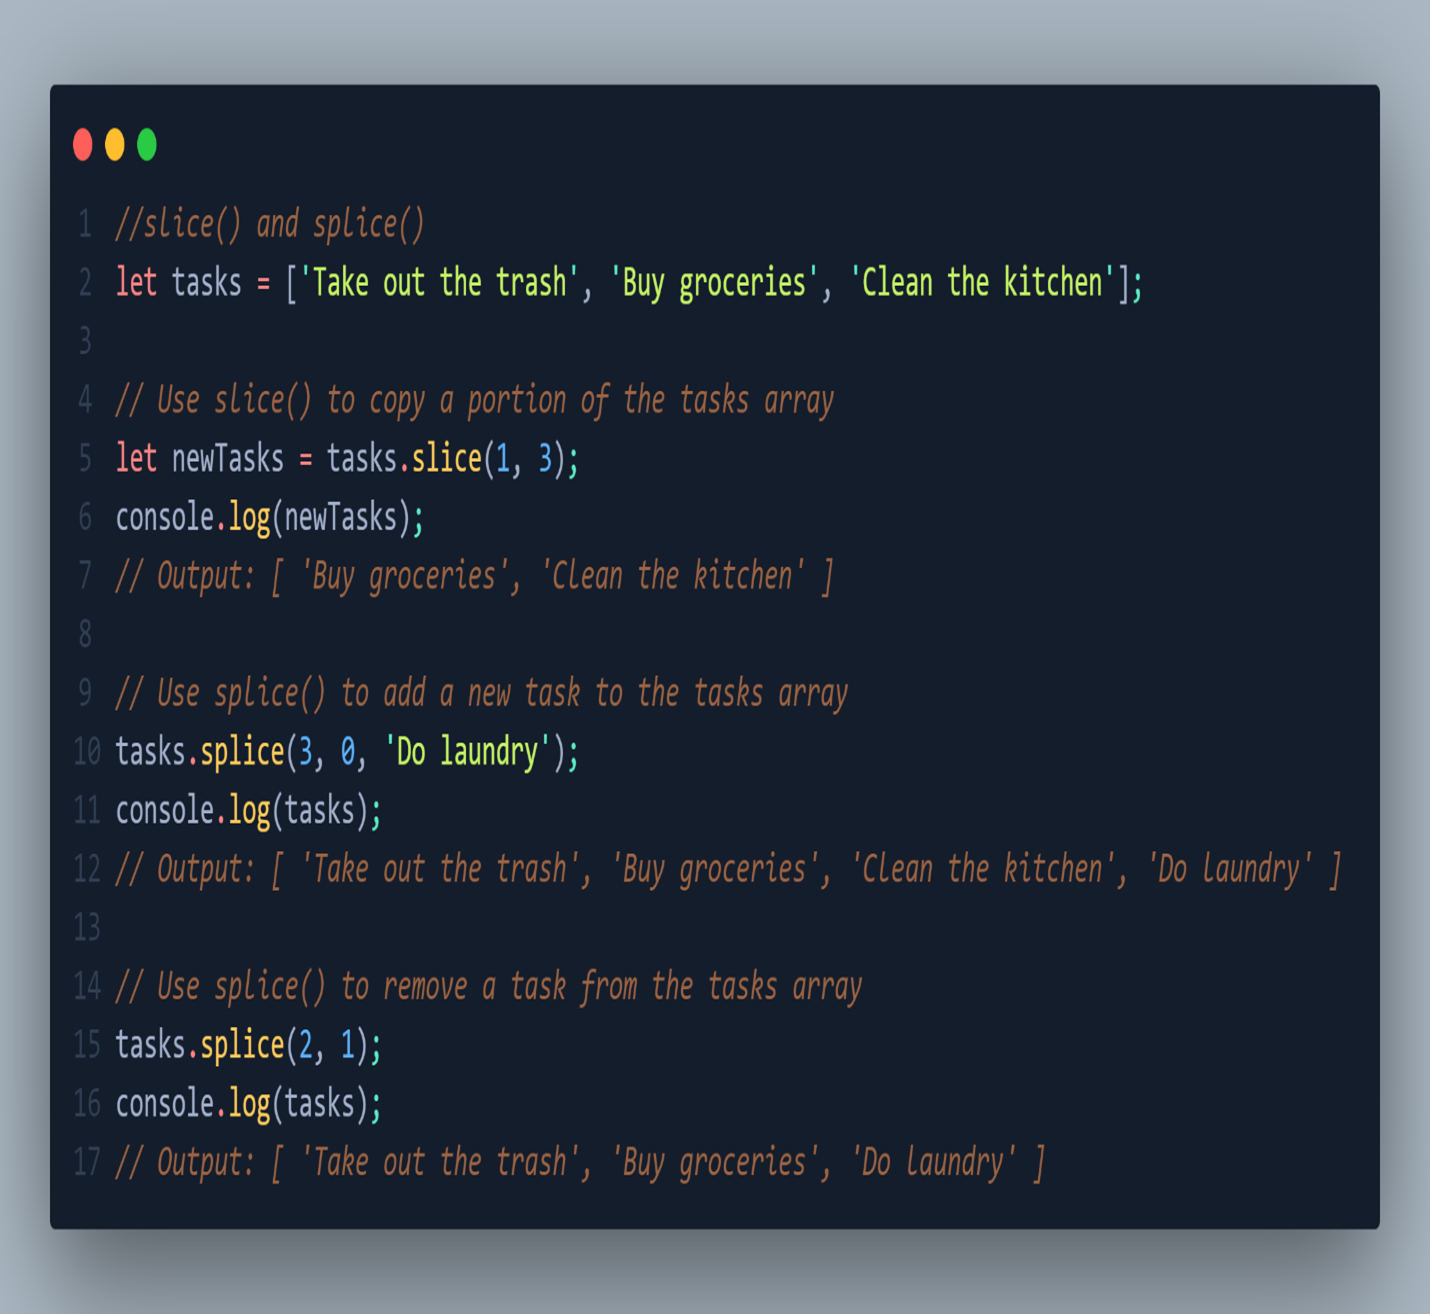 1 //slice() and splice()
2 let tasks = ['Take out the trash', 'Buy groceries', 'Clean the kitchen'];
3
4 // Use slice() to copy a portion of the tasks array
5 let newTasks = tasks.slice(1, 3);
6 console.log(newTasks);
7 // Output: [ 'Buy groceries', 'Clean the kitchen' ]
8
9 // Use splice() to add a new task to the tasks array
10 tasks.splice(3, 0, 'Do laundry');
11 console.log(tasks);
12 // Output: [ 'Take out the trash', 'Buy groceries', 'Clean the kitchen', 'Do laundry' ]
13
14 // Use splice() to remove a task from the tasks array
15 tasks.splice(2, 1);
16 console.log(tasks);
17 // Output: [ 'Take out the trash', 'Buy groceries', 'Do laundry' ]